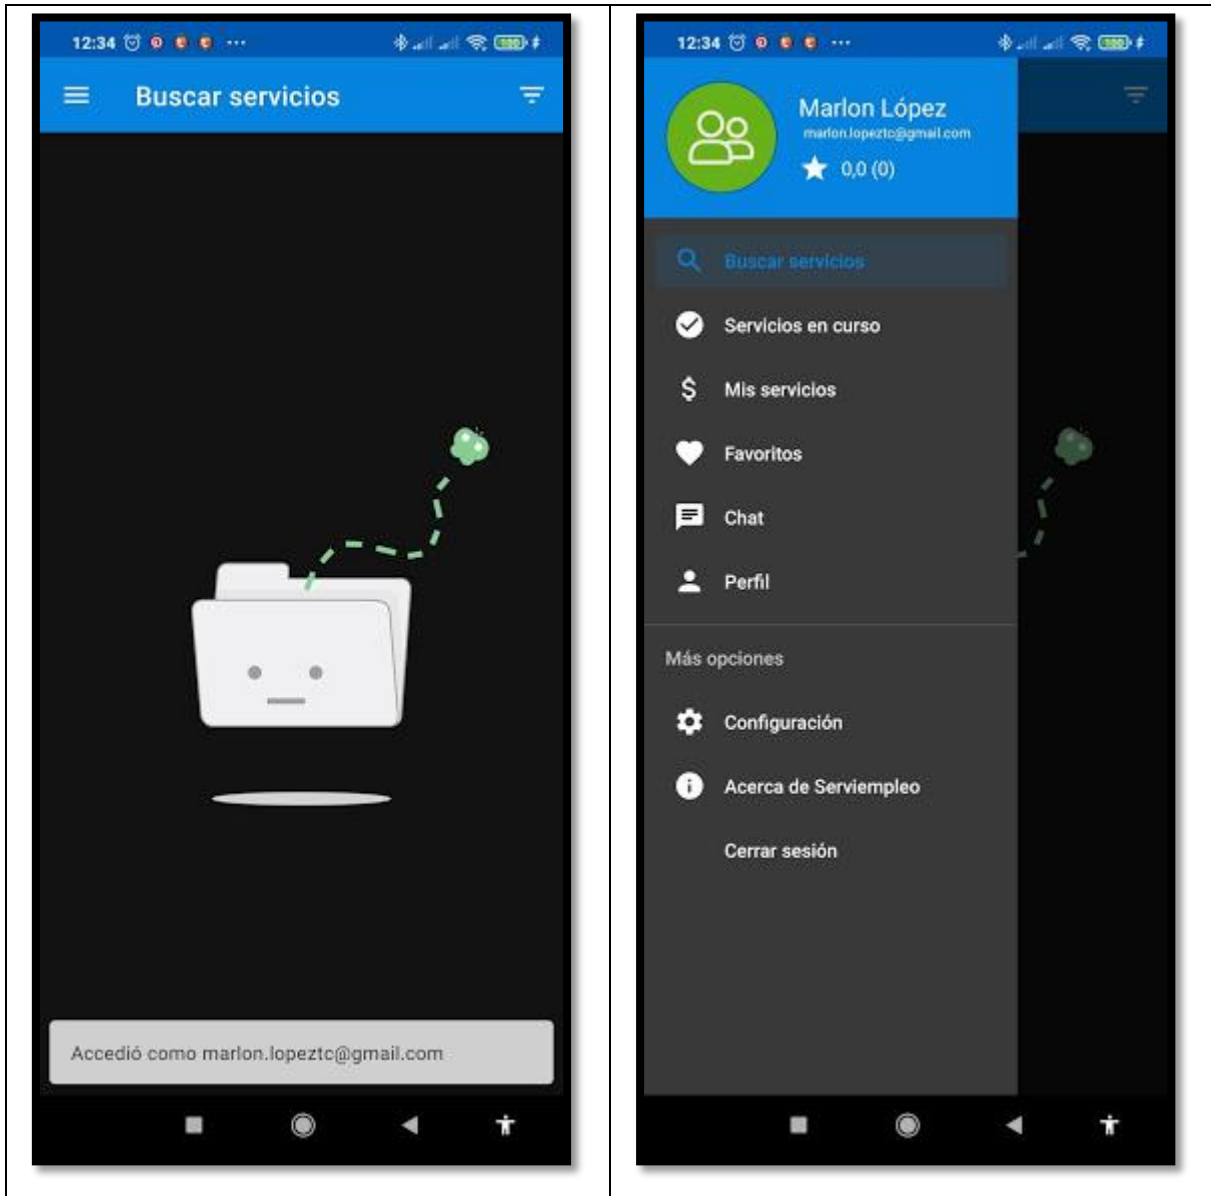 12:34
Buscar servicios
Accedió como marlon.lopeztc@gmail.com
12:34
Marlon López
marlon.lopeztc@gmail.com
0,0 (0)
Buscar servicios
Servicios en curso
Mis servicios
Favoritos
Chat
Perfil
Más opciones
Configuración
Acerca de Serviempleo
Cerrar sesión